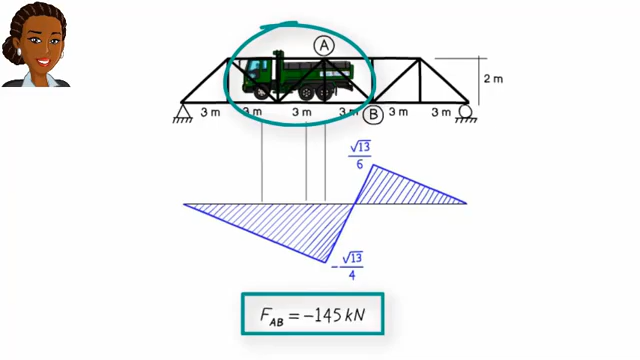 A
2 m
3 m 3 m 3 m 3 m 3 m 3 m
B
√13/6
-√13/4
F_AB = -145 kN